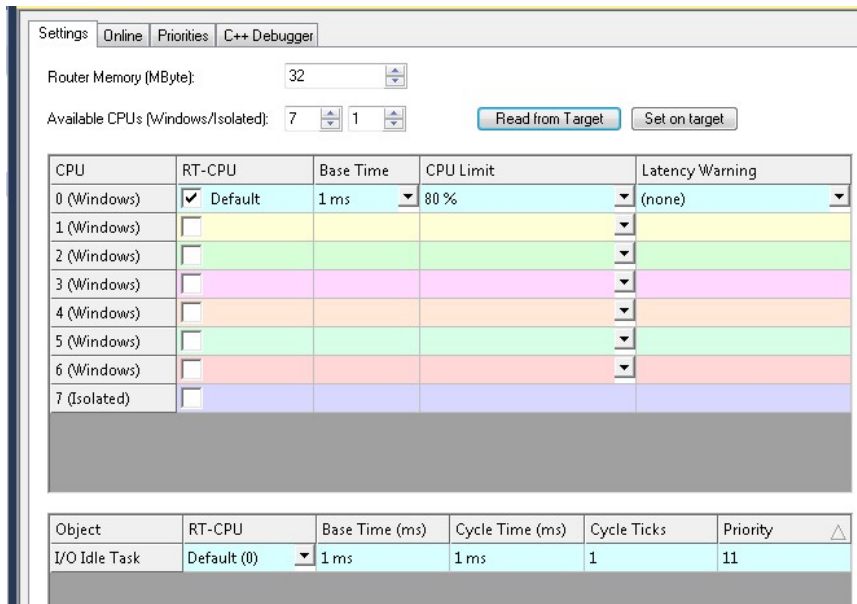 Settings Online Priorities C++ Debugger
Router Memory (MByte): 32
Available CPUs (Windows/Isolated): 7 1 Read from Target Set on target
CPU RT-CPU Base Time CPU Limit Latency Warning
0 (Windows) Default 1 ms 80 % (none)
1 (Windows)
2 (Windows)
3 (Windows)
4 (Windows)
5 (Windows)
6 (Windows)
7 (Isolated)
Object RT-CPU Base Time (ms) Cycle Time (ms) Cycle Ticks Priority
I/O Idle Task Default (0) 1 ms 1 ms 1 11